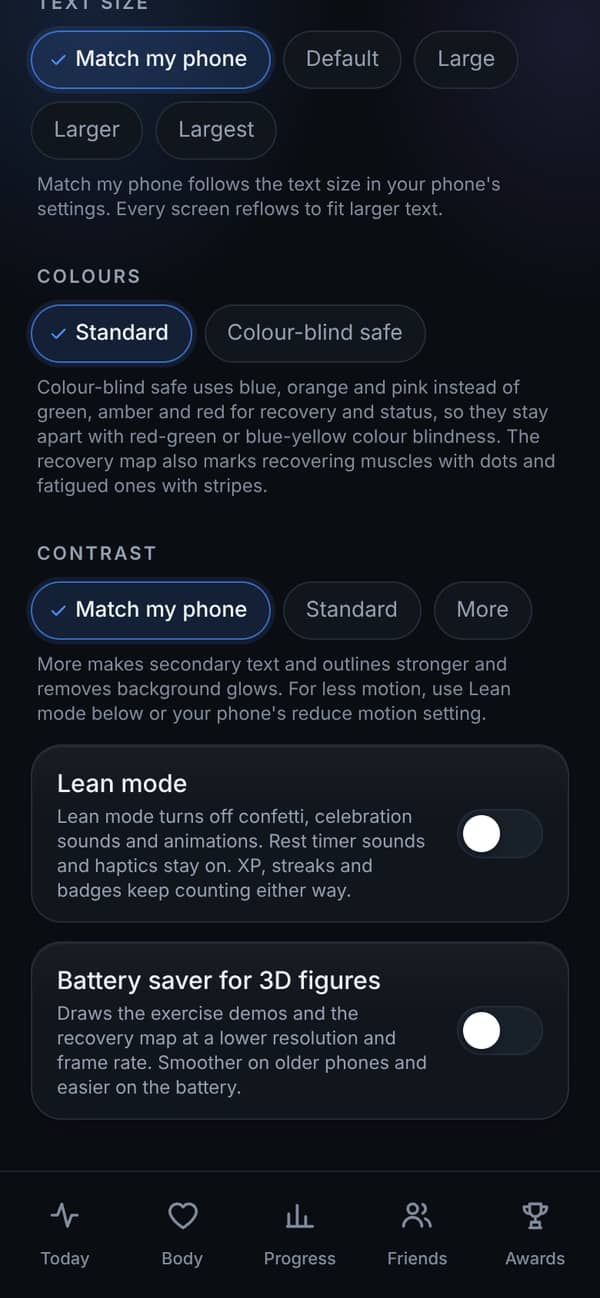 TEXT SIZE
Match my phone
Default
Large
Larger
Largest
Match my phone follows the text size in your phone's
settings. Every screen reflows to fit larger text.
COLOURS
Standard
Colour-blind safe
Colour-blind safe uses blue, orange and pink instead of
green, amber and red for recovery and status, so they stay
apart with red-green or blue-yellow colour blindness. The
recovery map also marks recovering muscles with dots and
fatigued ones with stripes.
CONTRAST
Match my phone
Standard
More
More makes secondary text and outlines stronger and
removes background glows. For less motion, use Lean
mode below or your phone's reduce motion setting.
Lean mode
Lean mode turns off confetti, celebration
sounds and animations. Rest timer sounds
and haptics stay on. XP, streaks and
badges keep counting either way.
Battery saver for 3D figures
Draws the exercise demos and the
recovery map at a lower resolution and
frame rate. Smoother on older phones and
easier on the battery.
Today
Body
Progress
Friends
Awards